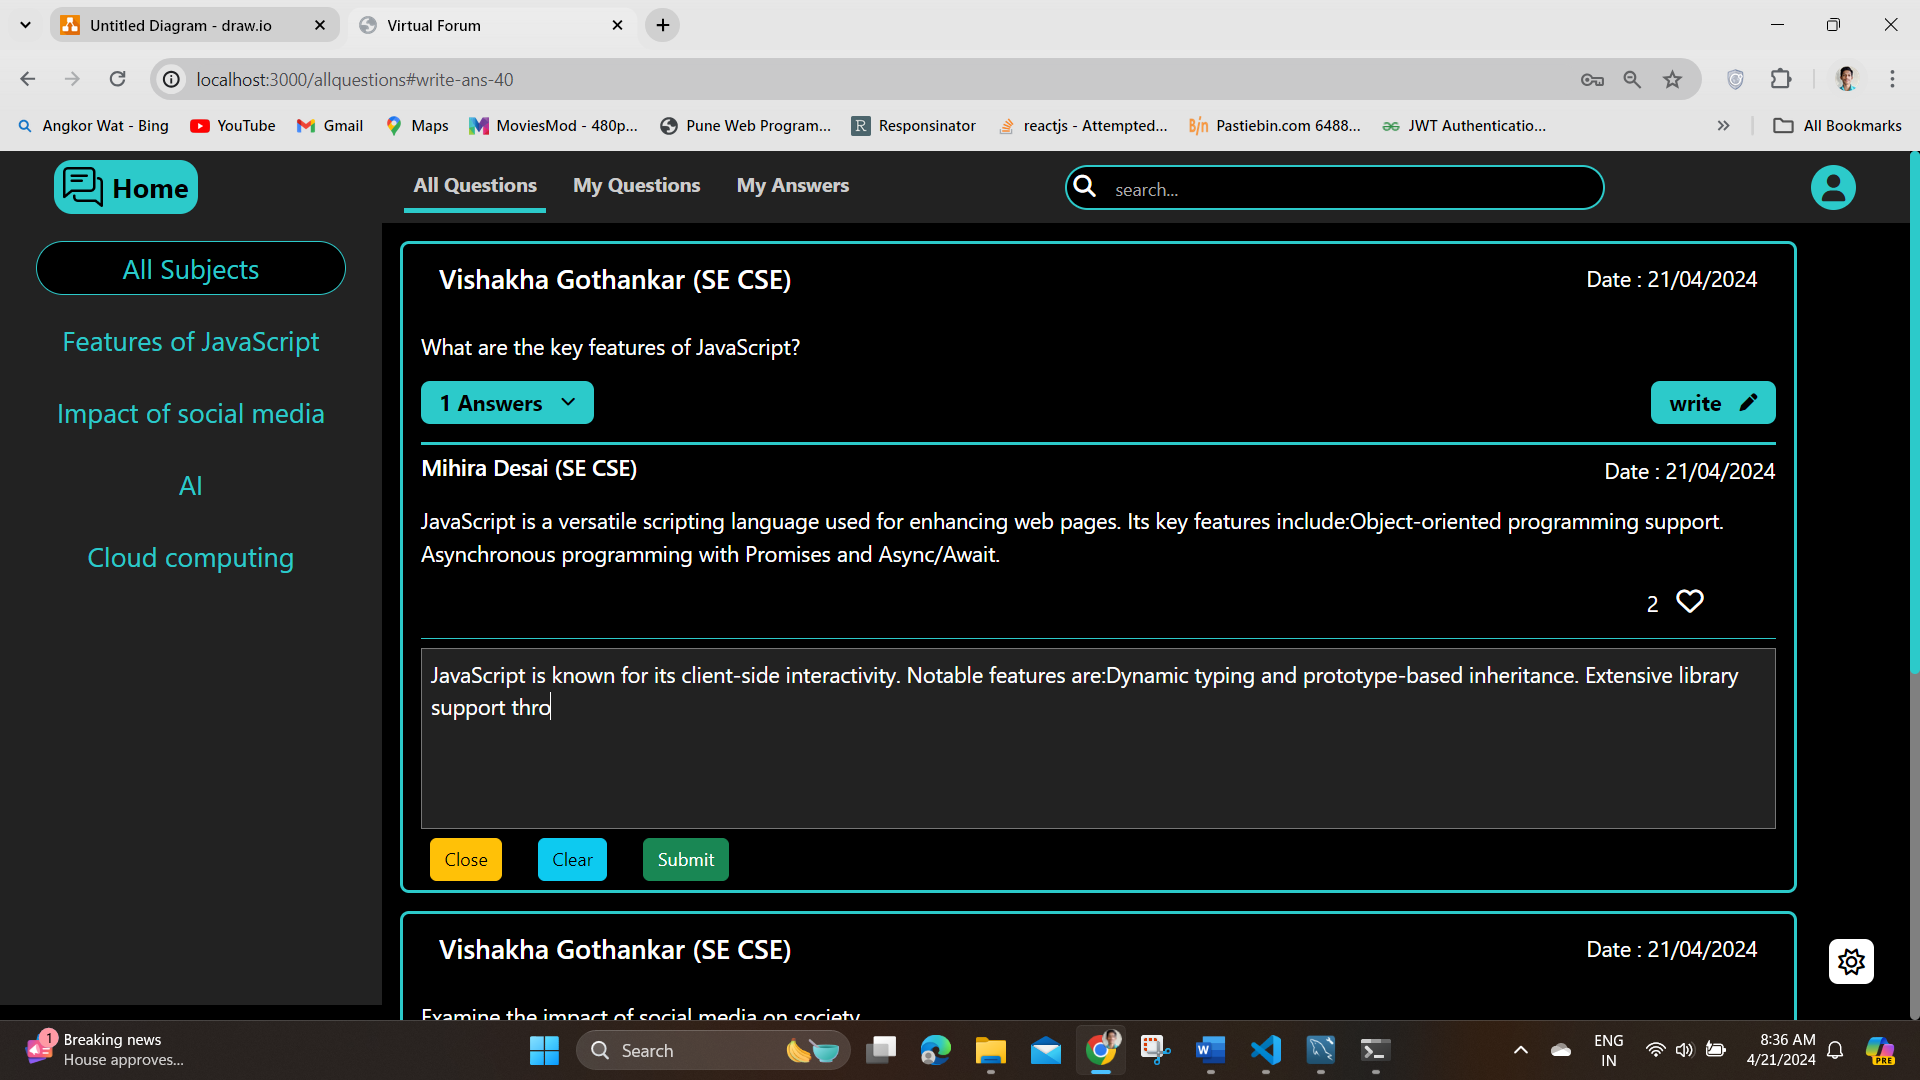 Untitled Diagram - draw.io
Virtual Forum
localhost:3000/allquestions#write-ans-40
Angkor Wat - Bing
YouTube
Gmail
Maps
MoviesMod - 480p...
Pune Web Program...
R
Responsinator
reactjs - Attempted...
Pastiebin.com 6488...
JWT Authenticatio...
All Bookmarks
Home
All Questions
My Questions
My Answers
search...
All Subjects
Features of JavaScript
Impact of social media
AI
Cloud computing
Vishakha Gothankar (SE CSE)
Date : 21/04/2024
What are the key features of JavaScript?
1 Answers
write
Mihira Desai (SE CSE)
Date : 21/04/2024
JavaScript is a versatile scripting language used for enhancing web pages. Its key features include:Object-oriented programming support.
Asynchronous programming with Promises and Async/Await.
2
JavaScript is known for its client-side interactivity. Notable features are:Dynamic typing and prototype-based inheritance. Extensive library
support thro
Close
Clear
Submit
Vishakha Gothankar (SE CSE)
Date : 21/04/2024
Examine the impact of social media on society
1
Breaking news
House approves...
Search
ENG
IN
8:36 AM
4/21/2024
PRE